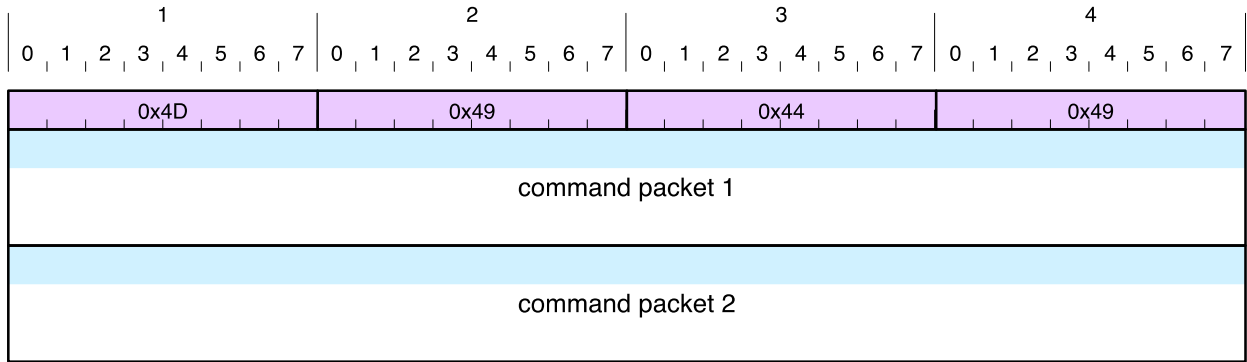 1 2 3 4
0 1 2 3 4 5 6 7 0 1 2 3 4 5 6 7 0 1 2 3 4 5 6 7 0 1 2 3 4 5 6 7
0x4D 0x49 0x44 0x49
command packet 1
command packet 2